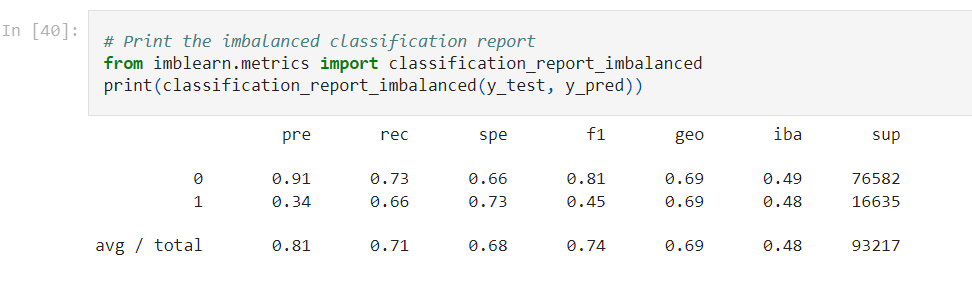 In [40]:
# Print the imbalanced classification report
from imblearn.metrics import classification_report_imbalanced
print(classification_report_imbalanced(y_test, y_pred))
pre rec spe f1 geo iba sup
0 0.91 0.73 0.66 0.81 0.69 0.49 76582
1 0.34 0.66 0.73 0.45 0.69 0.48 16635
avg / total 0.81 0.71 0.68 0.74 0.69 0.48 93217